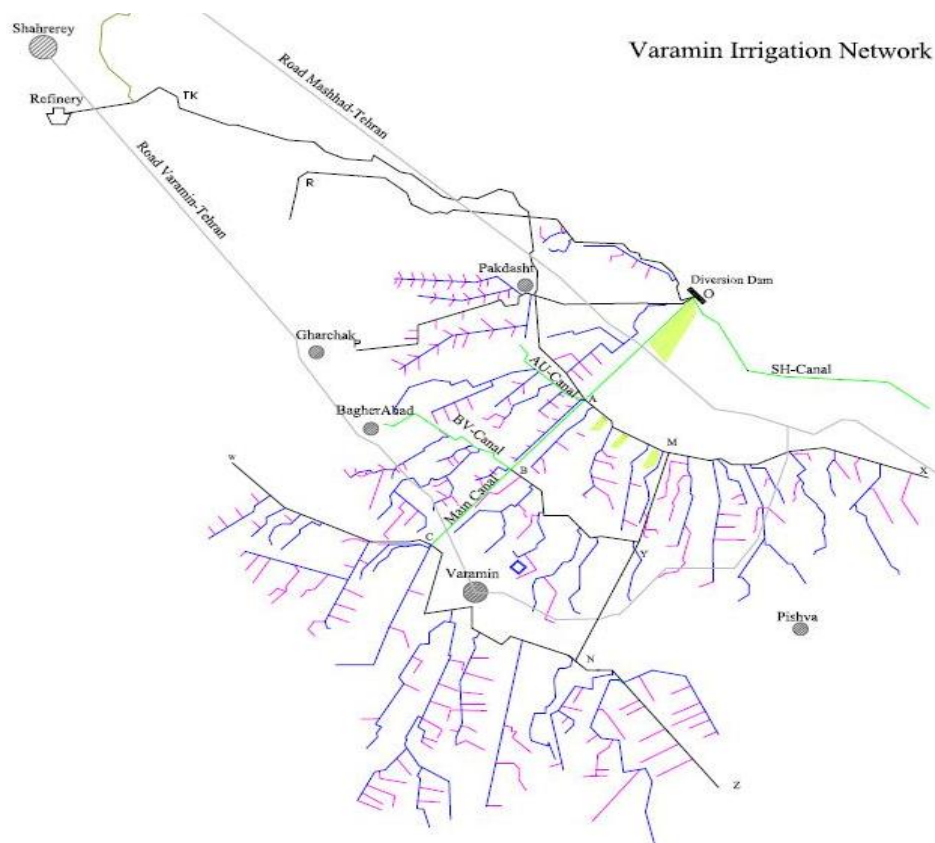 Shahrerey
Varamin Irrigation Network
Road Mashhad-Tehran
Refinery
TK
Road Varamin-Tehran
R
Pakdasht
Diversion Dam
O
Gharchak
P
AU-Canal
SH-Canal
A
BagherAbad
BV-Canal
M
W
B
X
Main Canal
C
Y
Varamin
Pishva
N
Z